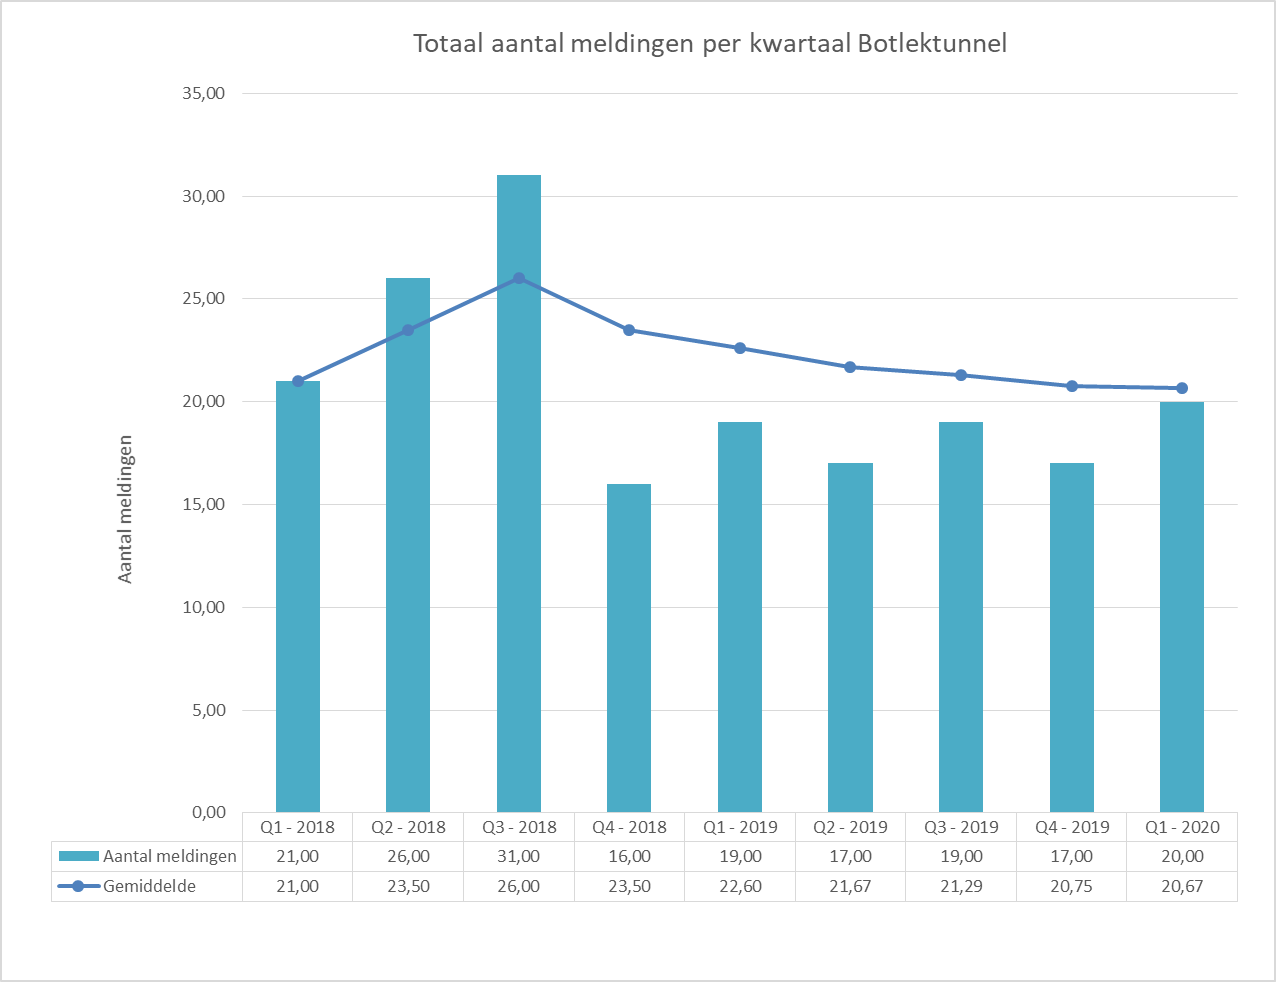 Totaal aantal meldingen per kwartaal Botlektunnel
35,00
30,00
25,00
20,00
15,00
10,00
5,00
0,00
Aantal meldingen
Q1 - 2018 Q2 - 2018 Q3 - 2018 Q4 - 2018 Q1 - 2019 Q2 - 2019 Q3 - 2019 Q4 - 2019 Q1 - 2020
Aantal meldingen 21,00 26,00 31,00 16,00 19,00 17,00 19,00 17,00 20,00
Gemiddelde 21,00 23,50 26,00 23,50 22,60 21,67 21,29 20,75 20,67